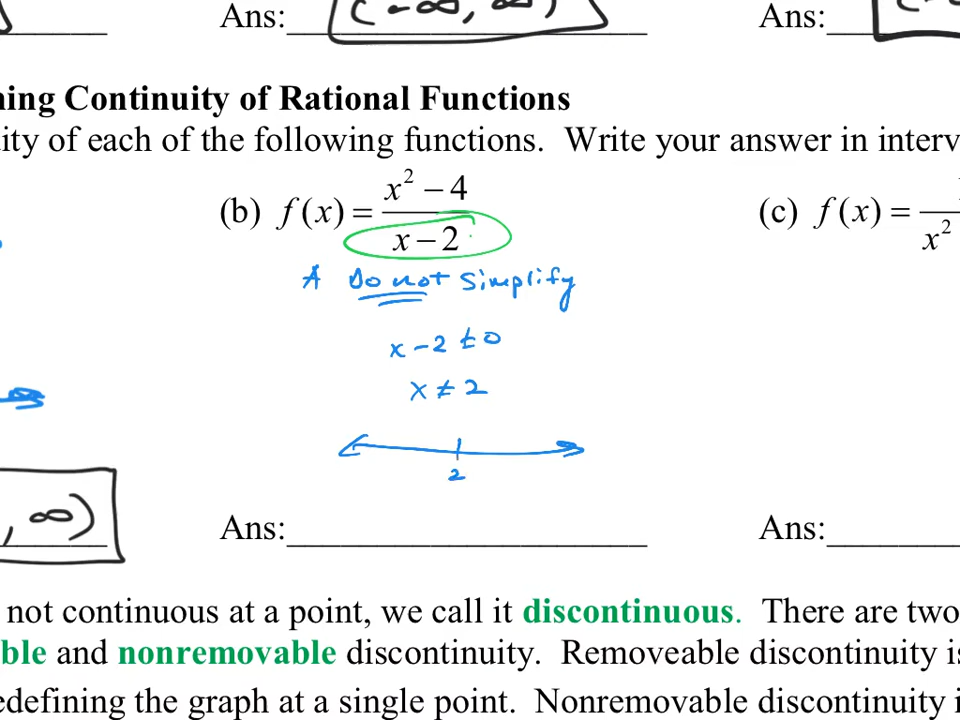 Ans: (-∞, ∞) Ans: (-
ning Continuity of Rational Functions
ity of each of the following functions. Write your answer in interv
(b) f(x) = (x² - 4)/(x - 2) (c) f(x) = /x²
Do not simplify
x - 2 ≠ 0
x ≠ 2
2
, ∞) Ans: Ans:
not continuous at a point, we call it discontinuous. There are two
ble and nonremovable discontinuity. Removeable discontinuity is
edefining the graph at a single point. Nonremovable discontinuity i